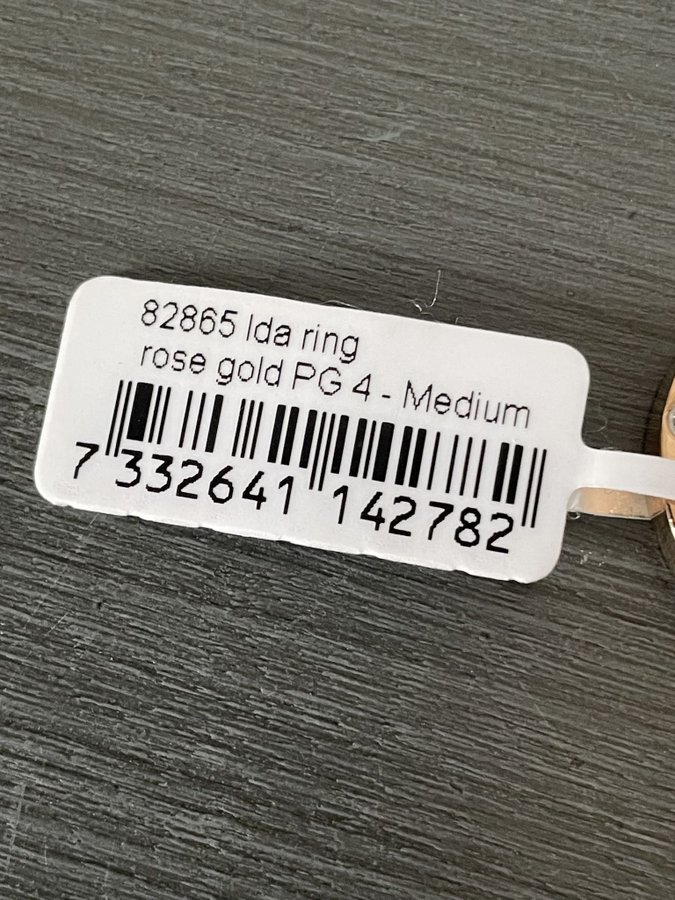 82865 Ida ring
rose gold PG 4 - Medium
7 332641 142782